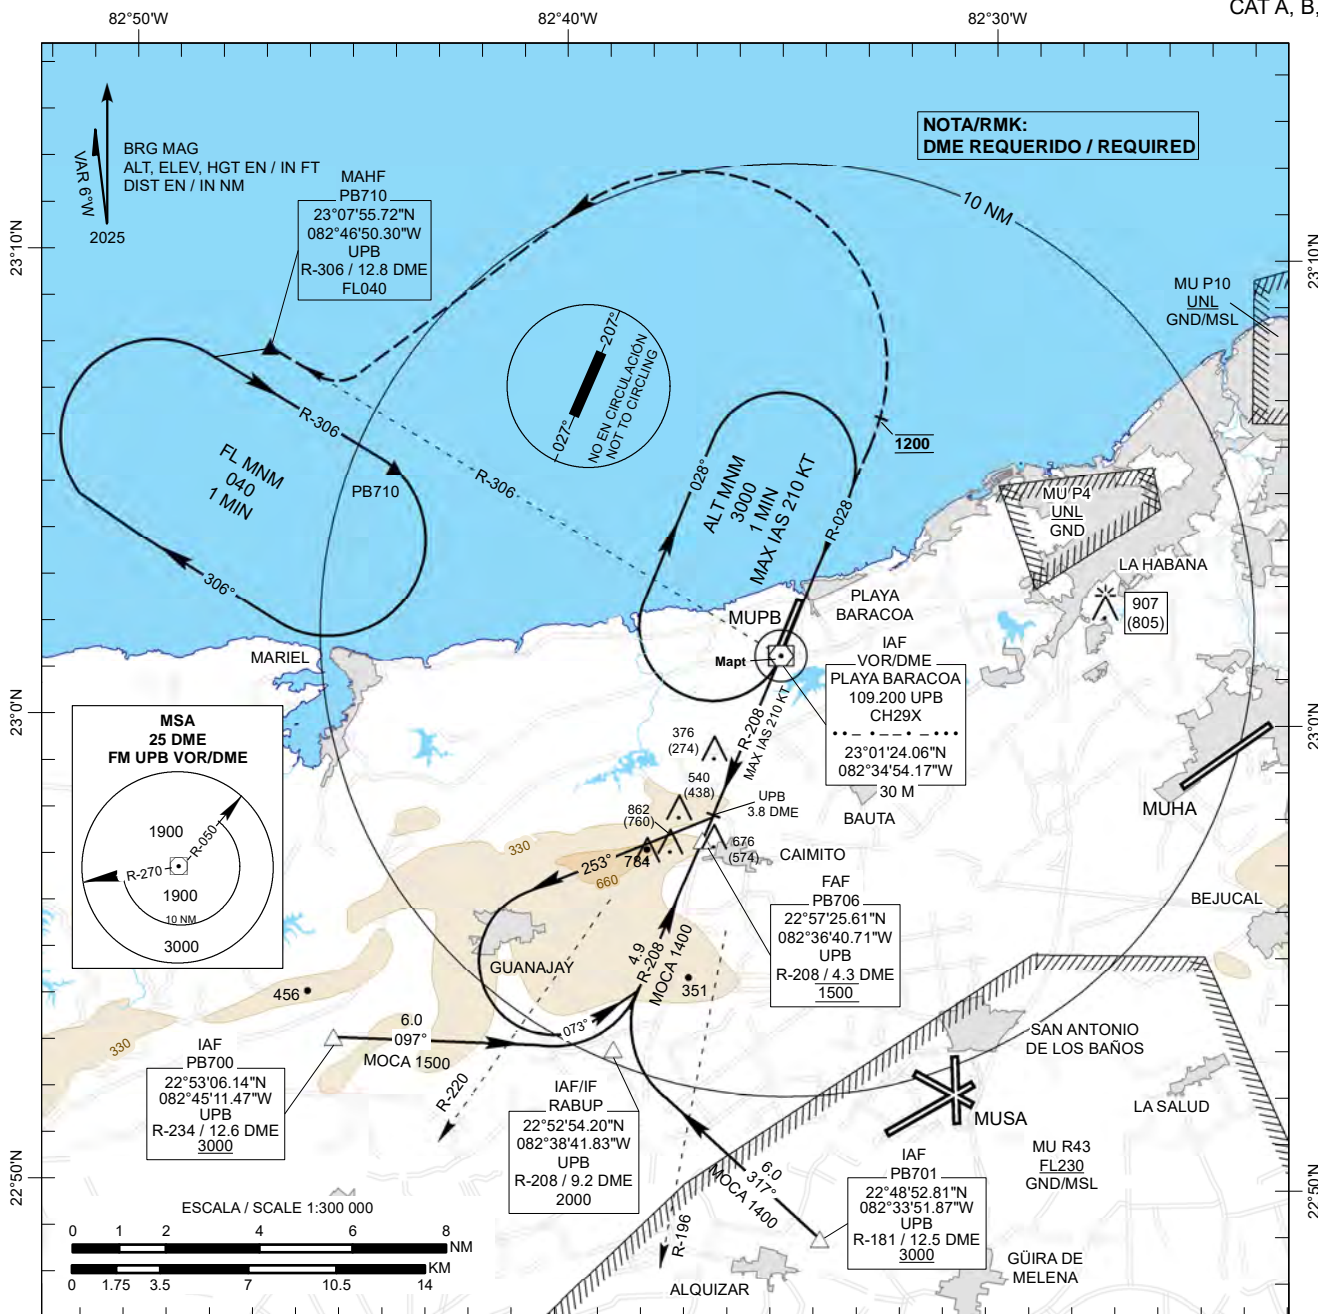 82°50'W
82°40'W
82°30'W
CAT A, B,
VAR 6°W
2025
BRG MAG
ALT, ELEV, HGT EN / IN FT
DIST EN / IN NM
NOTA/RMK:
DME REQUERIDO / REQUIRED
MAHF
PB710
23°07'55.72"N
082°46'50.30"W
UPB
R-306 / 12.8 DME
FL040
10 NM
23°10'N
23°10'N
MU P10
UNL
GND/MSL
027°
207°
NO EN CIRCULACIÓN
NOT TO CIRCLING
R-306
PB710
FL MNM
040
1 MIN
306°
R-306
028°
ALT MNM
3000
1 MIN
MAX IAS 210 KT
R-028
1200
MU P4
UNL
GND
LA HABANA
907
(805)
PLAYA
BARACOA
MUPB
Mapt
IAF
VOR/DME
PLAYA BARACOA
109.200 UPB
CH29X
23°01'24.06"N
082°34'54.17"W
30 M
MARIEL
23°0'N
23°0'N
MSA
25 DME
FM UPB VOR/DME
1900
R-050
R-270
1900
10 NM
3000
R-208
MAX IAS 210 KT
376
(274)
540
(438)
862
(760)
784
676
(574)
UPB
3.8 DME
BAUTA
MUHA
CAIMITO
330
660
253°
FAF
PB706
22°57'25.61"N
082°36'40.71"W
UPB
R-208 / 4.3 DME
1500
BEJUCAL
GUANAJAY
4.9
R-208
MOCA 1400
351
456
330
6.0
097°
MOCA 1500
073°
IAF
PB700
22°53'06.14"N
082°45'11.47"W
UPB
R-234 / 12.6 DME
3000
R-220
IAF/IF
RABUP
22°52'54.20"N
082°38'41.83"W
UPB
R-208 / 9.2 DME
2000
SAN ANTONIO
DE LOS BAÑOS
MUSA
LA SALUD
MU R43
FL230
GND/MSL
6.0
317°
MOCA 1400
R-196
IAF
PB701
22°48'52.81"N
082°33'51.87"W
UPB
R-181 / 12.5 DME
3000
22°50'N
22°50'N
ESCALA / SCALE 1:300 000
0 1 2 4 6 8
NM
KM
0 1.75 3.5 7 10.5 14
ALQUIZAR
GÜIRA DE
MELENA